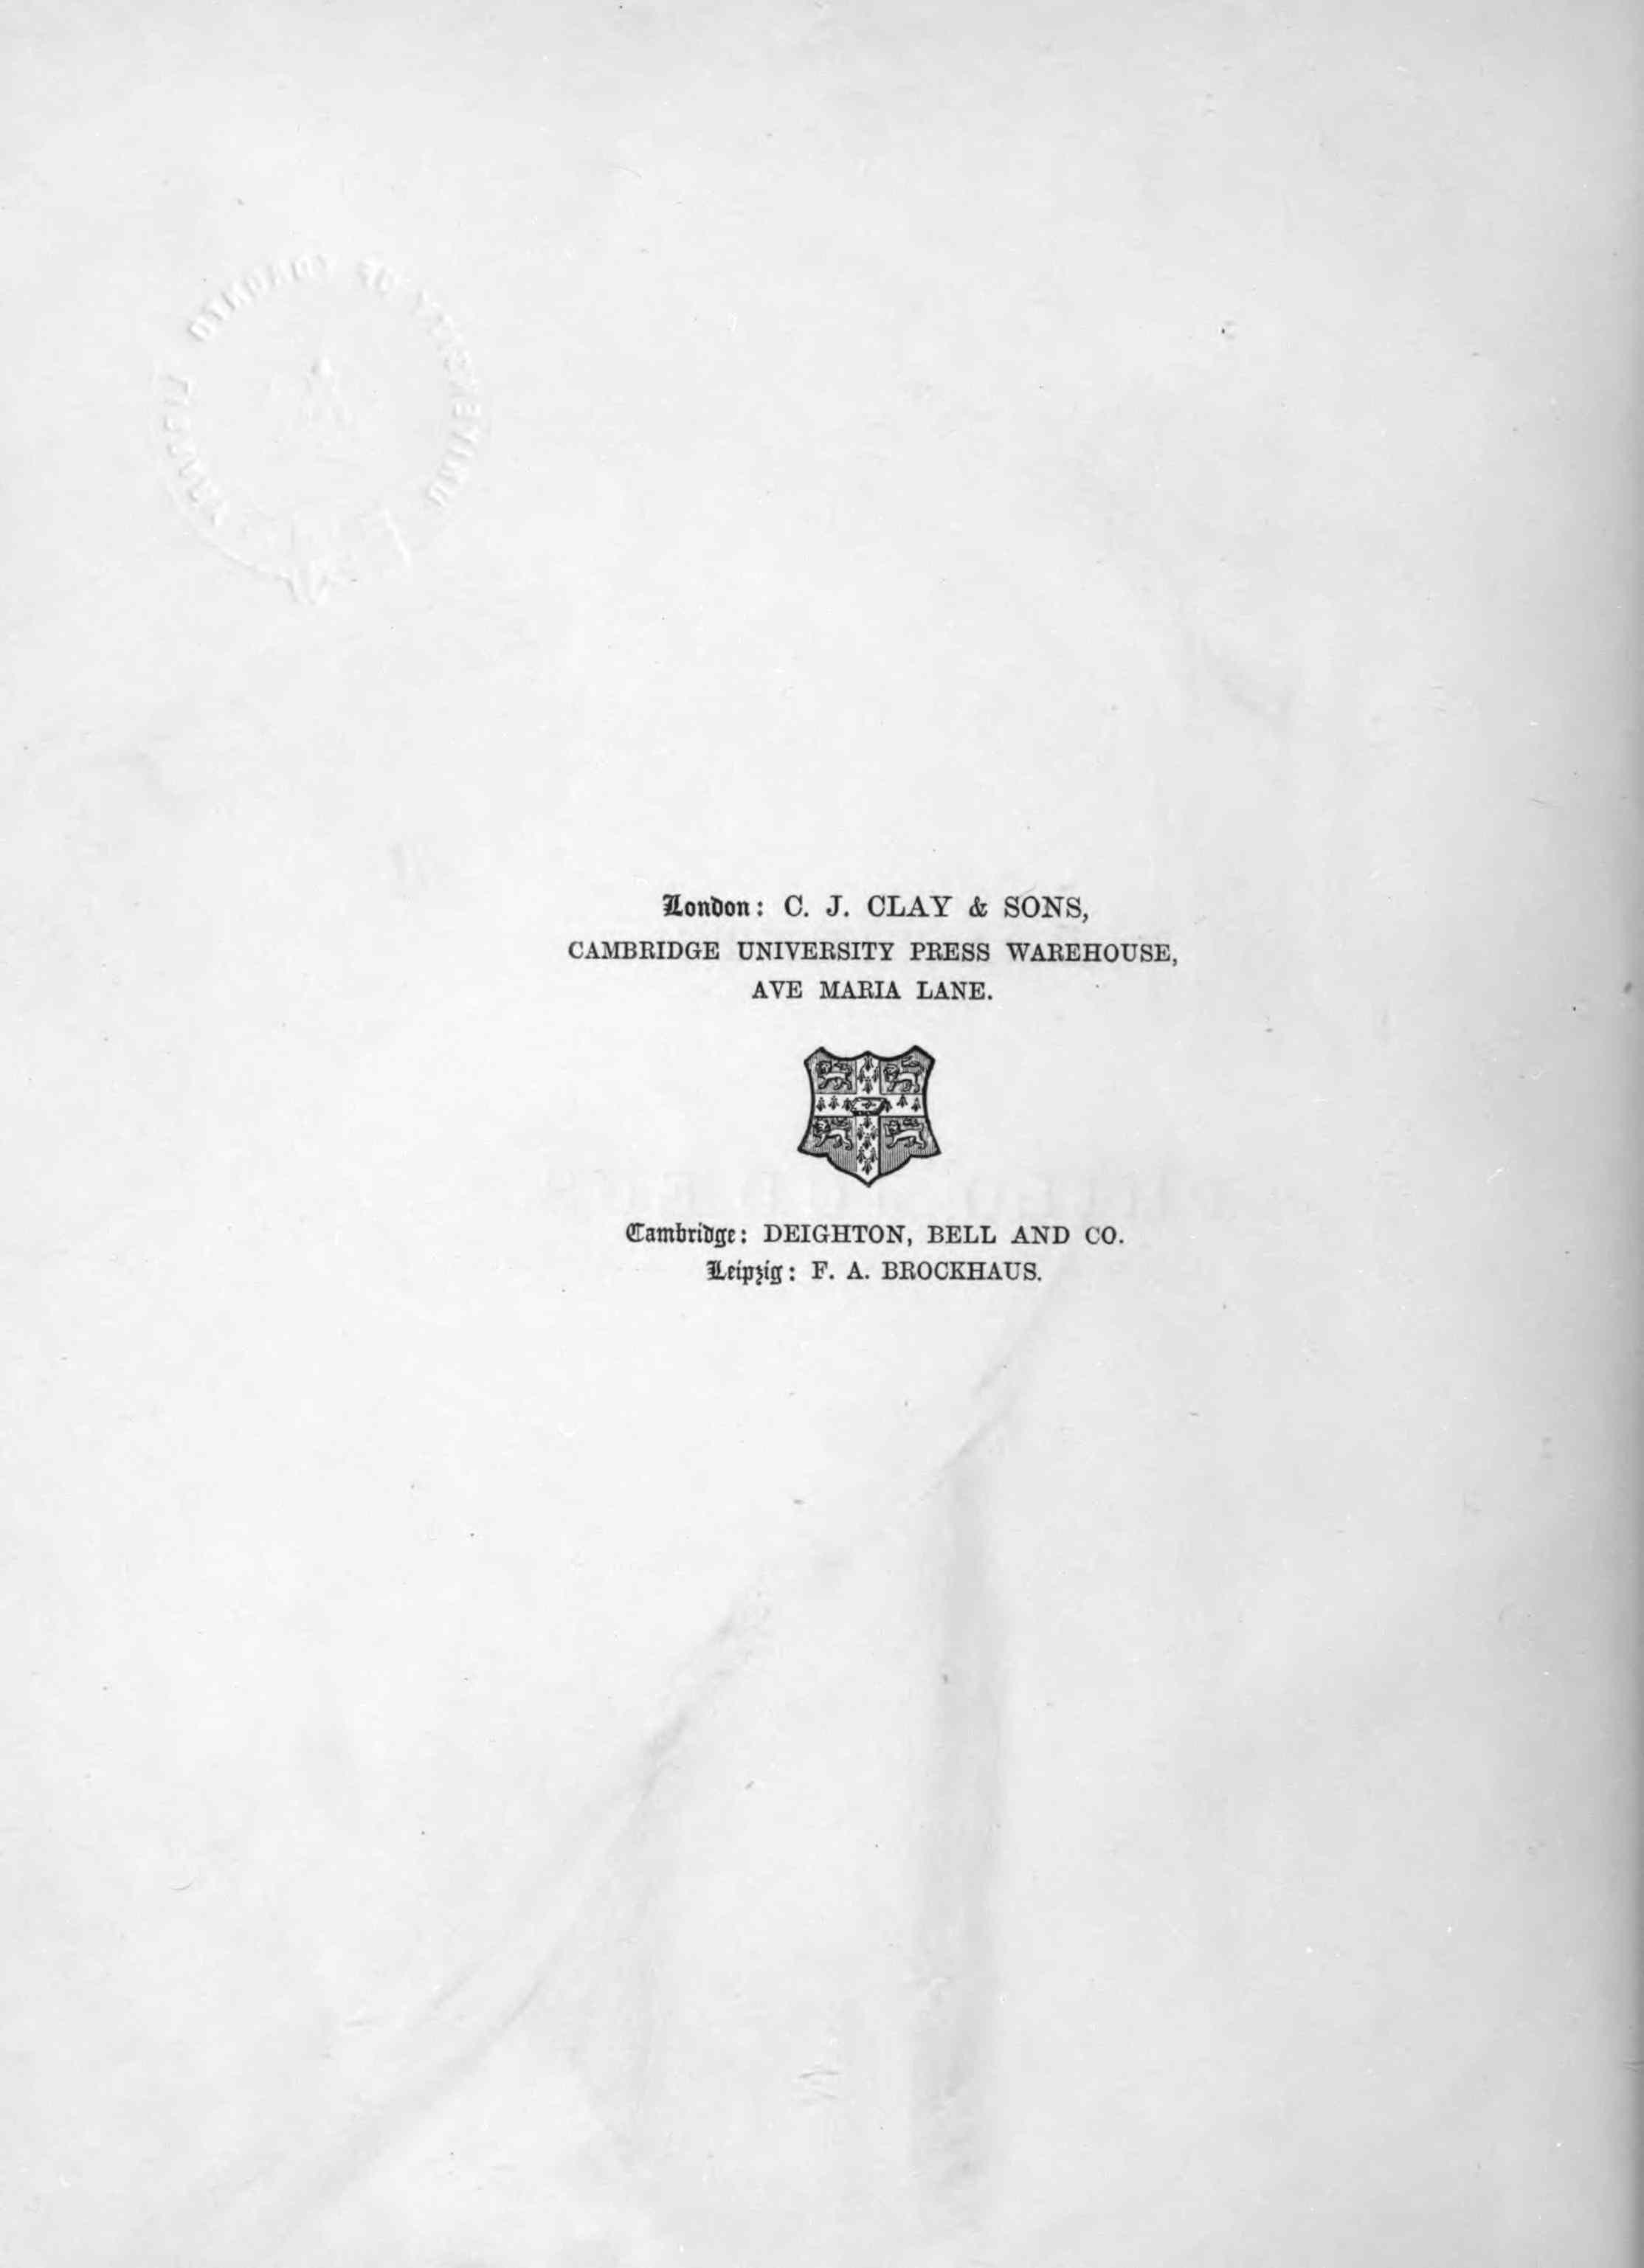 London: C. J. CLAY & SONS,
CAMBRIDGE UNIVERSITY PRESS WAREHOUSE,
AVE MARIA LANE.
Cambridge: DEIGHTON, BELL AND CO.
Leipzig: F. A. BROCKHAUS.